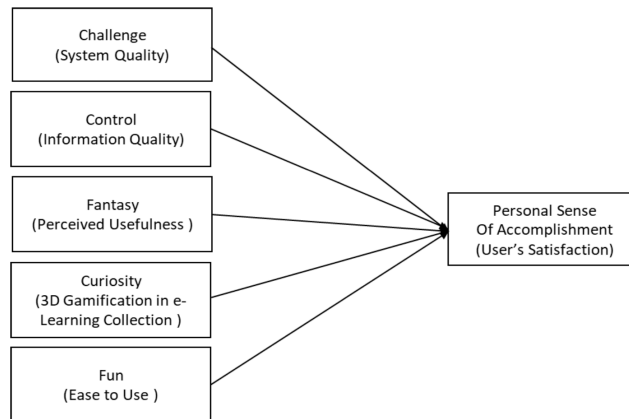 Challenge
(System Quality)
Control
(Information Quality)
Fantasy
(Perceived Usefulness )
Curiosity
(3D Gamification in e-
Learning Collection )
Fun
(Ease to Use )
Personal Sense
Of Accomplishment
(User's Satisfaction)